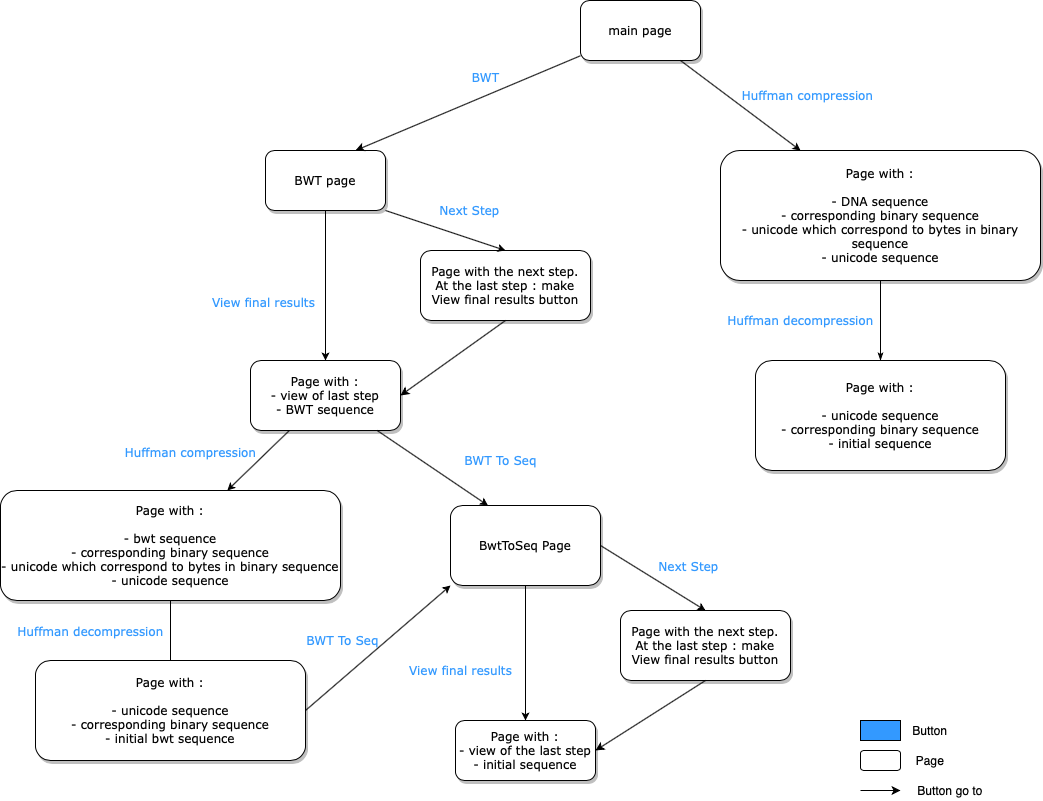 main page
BWT
Huffman compression
BWT page
Next Step
Page with :
- DNA sequence
- corresponding binary sequence
- unicode which correspond to bytes in binary
sequence
- unicode sequence
Page with the next step.
At the last step : make
View final results button
View final results
Huffman decompression
Page with :
- view of last step
- BWT sequence
Page with :
- unicode sequence
- corresponding binary sequence
- initial sequence
Huffman compression
BWT To Seq
Page with :
- bwt sequence
- corresponding binary sequence
- unicode which correspond to bytes in binary sequence
- unicode sequence
BwtToSeq Page
Next Step
Huffman decompression
BWT To Seq
Page with the next step.
At the last step : make
View final results button
View final results
Page with :
- unicode sequence
- corresponding binary sequence
- initial bwt sequence
Page with :
- view of the last step
- initial sequence
Button
Page
Button go to